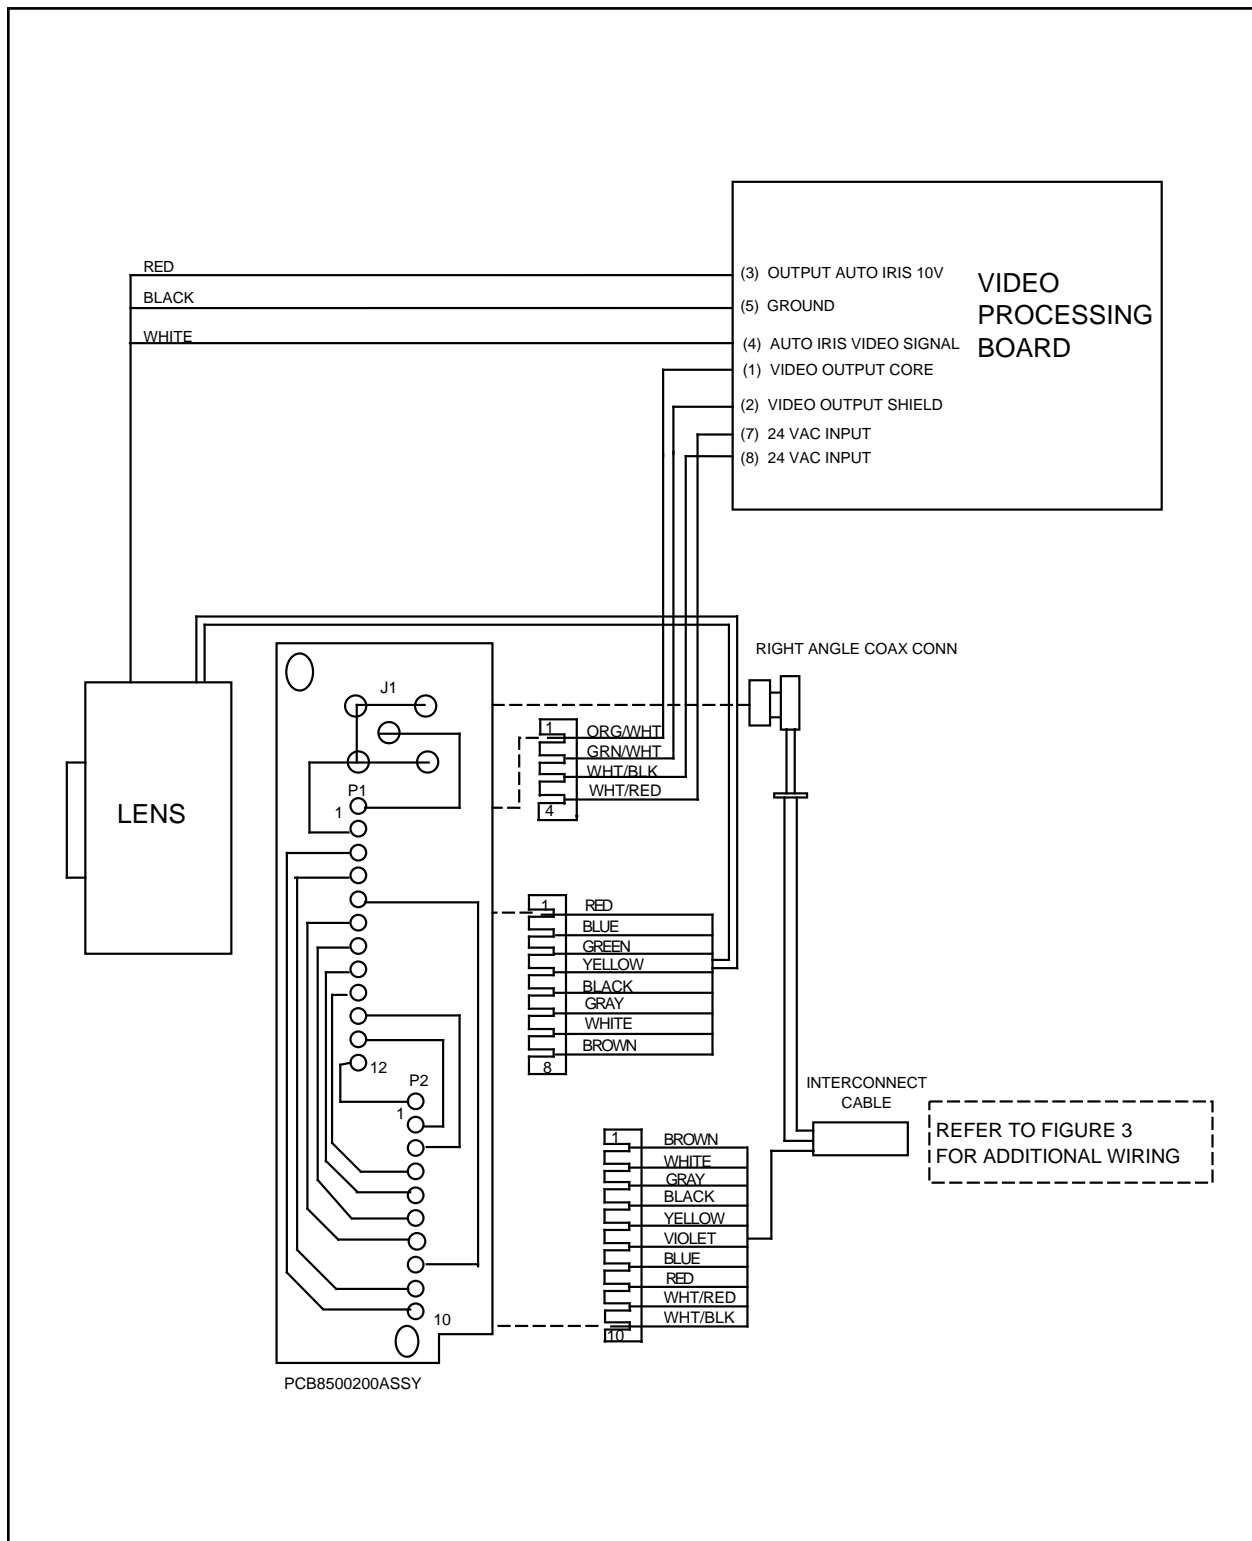 RED
BLACK
WHITE
(3) OUTPUT AUTO IRIS 10V
(5) GROUND
(4) AUTO IRIS VIDEO SIGNAL
(1) VIDEO OUTPUT CORE
(2) VIDEO OUTPUT SHIELD
(7) 24 VAC INPUT
(8) 24 VAC INPUT
VIDEO
PROCESSING
BOARD
RIGHT ANGLE COAX CONN
LENS
J1
P1
1
12
P2
1
10
PCB8500200ASSY
1
ORG/WHT
GRN/WHT
WHT/BLK
WHT/RED
4
1
RED
BLUE
GREEN
YELLOW
BLACK
GRAY
WHITE
BROWN
8
1
BROWN
WHITE
GRAY
BLACK
YELLOW
VIOLET
BLUE
RED
WHT/RED
WHT/BLK
10
INTERCONNECT
CABLE
REFER TO FIGURE 3
FOR ADDITIONAL WIRING